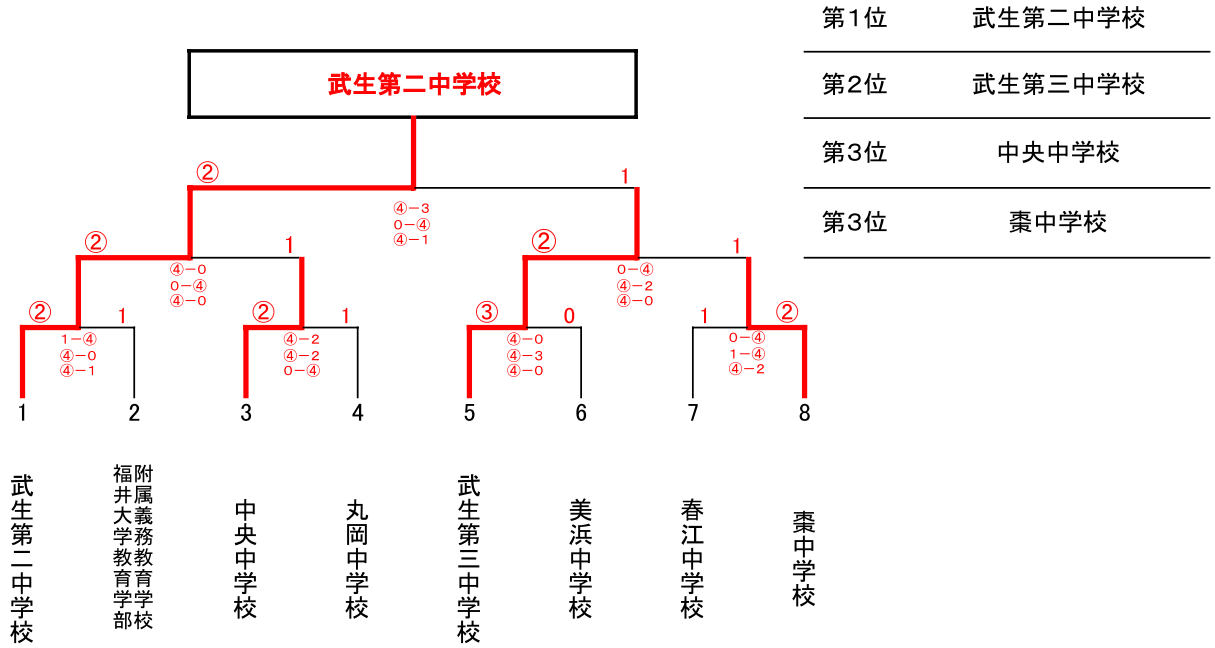 第1位 武生第二中学校
武生第二中学校
第2位 武生第三中学校
第3位 中央中学校
② 1
④－3
0－④
④－1
第3位 棗中学校
② 1 ② 1
④－0 0－④
0－④ ④－2
④－0 ④－0
② 1 ② 1 ③ 0 1 ②
1－④ ④－2 ④－0 0－④
④－0 ④－2 ④－3 1－④
④－1 0－④ ④－0 ④－2
1 2 3 4 5 6 7 8
武生第二中学校
福井大学教育学部
附属義務教育学校
中央中学校
丸岡中学校
武生第三中学校
美浜中学校
春江中学校
棗中学校